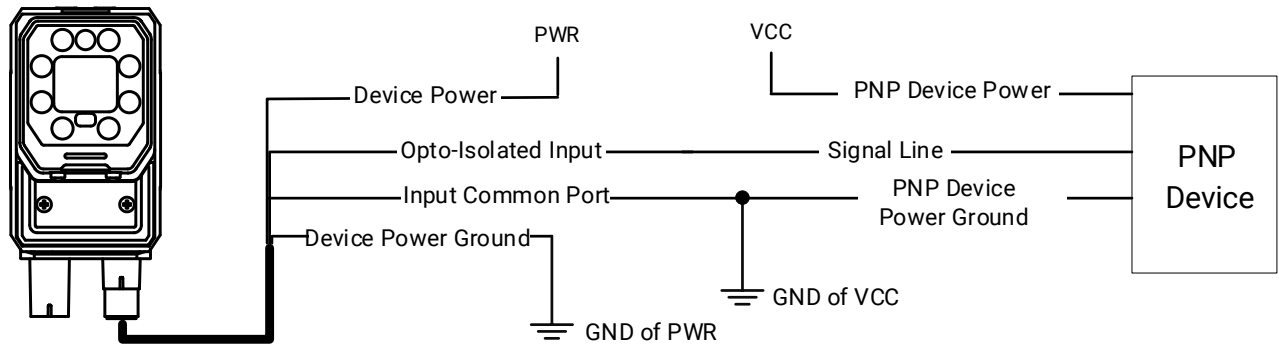 PWR
VCC
Device Power
PNP Device Power
Opto-Isolated Input
Signal Line
PNP
Device
Input Common Port
PNP Device
Power Ground
Device Power Ground
GND of VCC
GND of PWR